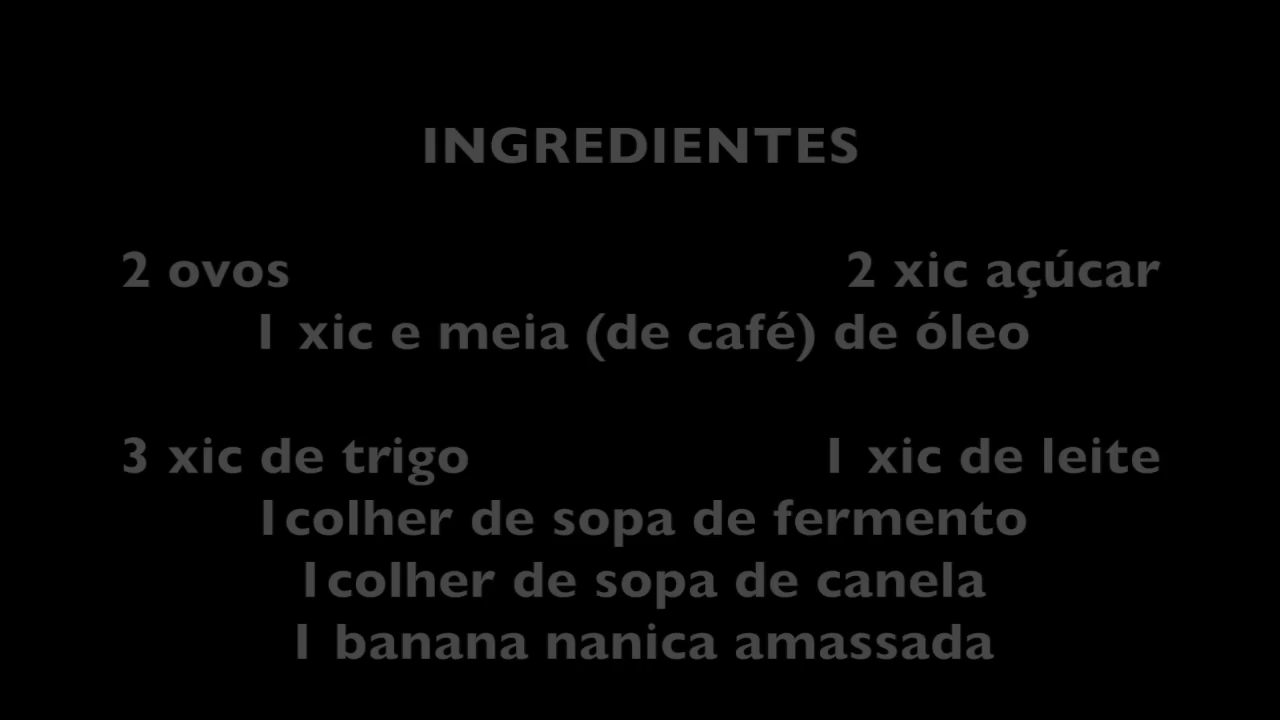 INGREDIENTES
2 ovos 2 xic açúcar
1 xic e meia (de café) de óleo
3 xic de trigo 1 xic de leite
1colher de sopa de fermento
1colher de sopa de canela
1 banana nanica amassada